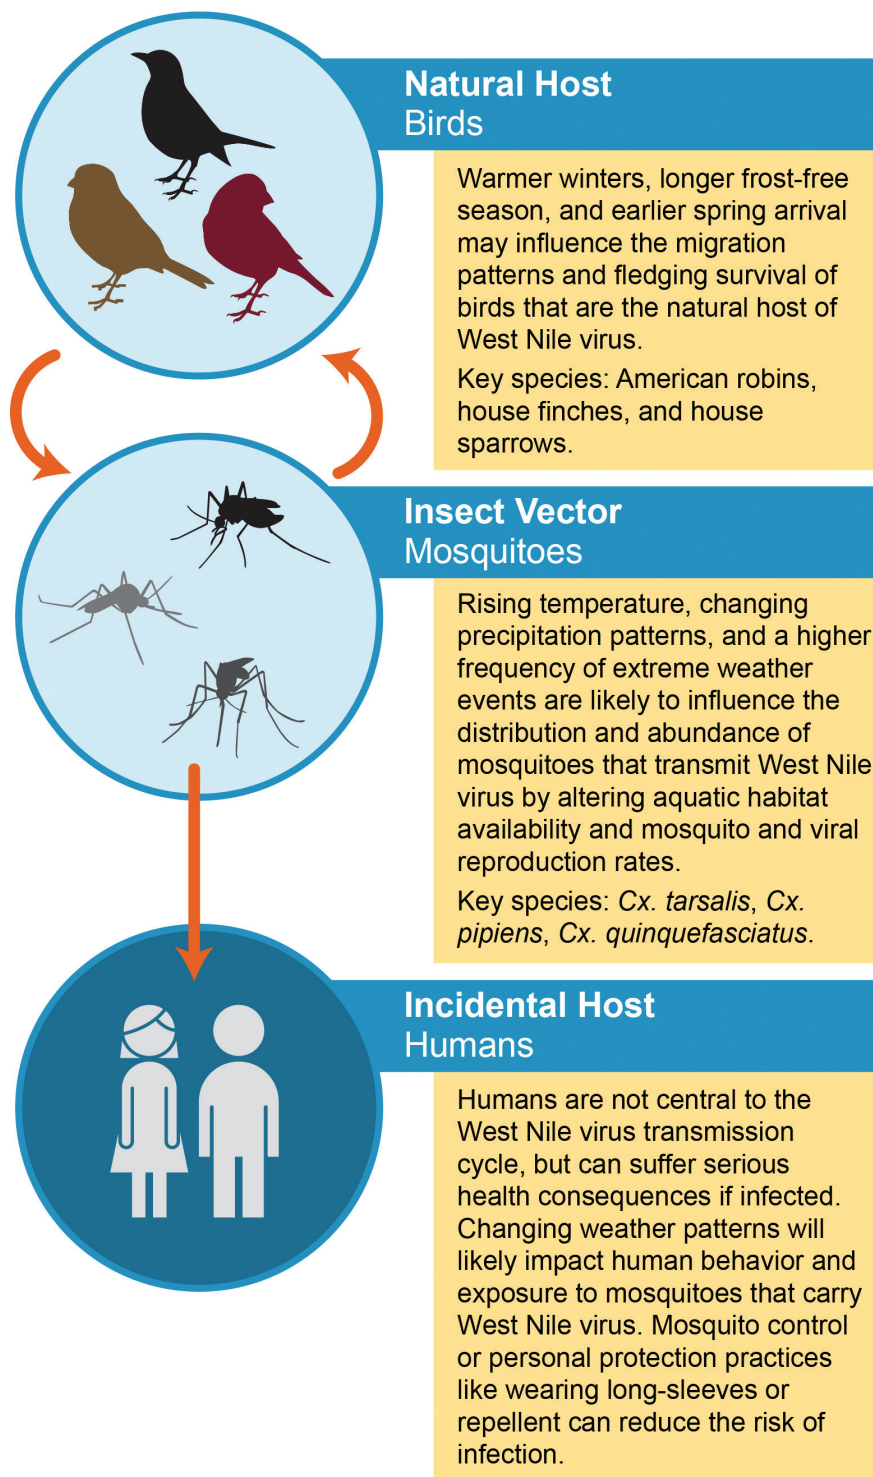 Natural Host
Birds
Warmer winters, longer frost-free
season, and earlier spring arrival
may influence the migration
patterns and fledging survival of
birds that are the natural host of
West Nile virus.
Key species: American robins,
house finches, and house
sparrows.
Insect Vector
Mosquitoes
Rising temperature, changing
precipitation patterns, and a higher
frequency of extreme weather
events are likely to influence the
distribution and abundance of
mosquitoes that transmit West Nile
virus by altering aquatic habitat
availability and mosquito and viral
reproduction rates.
Key species: Cx. tarsalis, Cx.
pipiens, Cx. quinquefasciatus.
Incidental Host
Humans
Humans are not central to the
West Nile virus transmission
cycle, but can suffer serious
health consequences if infected.
Changing weather patterns will
likely impact human behavior and
exposure to mosquitoes that carry
West Nile virus. Mosquito control
or personal protection practices
like wearing long-sleeves or
repellent can reduce the risk of
infection.